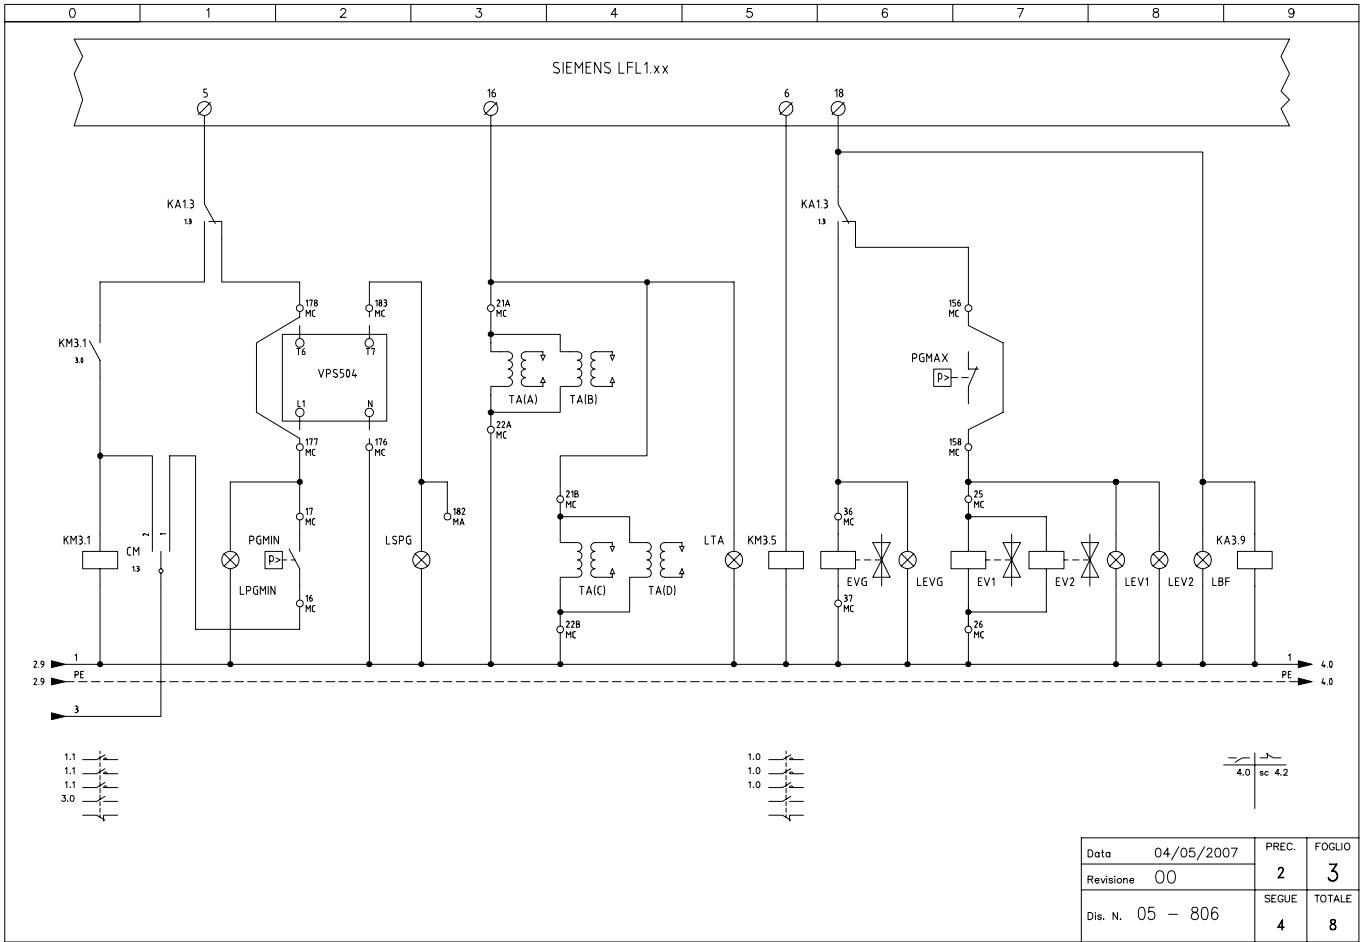 0 1 2 3 4 5 6 7 8 9
SIEMENS LFL1.xx
5 16 6 18
KA1.3 KA1.3
1.3 1.3
178 183 21A 156
MC MC MC MC
KM3.1
3.0
T6 T7
VPS504
PGMAX
P>
TA(A) TA(B)
L1 N
22A
MC
177 176 158
MC MC MC
21B 25
MC MC
17 182 36
MC MA MC
2 1
KM3.1 CM PGMIN LSPG LTA KM3.5 KA3.9
1.3
P>
EVG LEVG EV1 EV2 LEV1 LEV2 LBF
LPGMIN TA(C) TA(D)
16 37
MC MC
22B 26
MC MC
2.9 1 1 4.0
2.9 PE PE 4.0
3
1.1 1.0
1.1 1.0
1.1 1.0
3.0
4.0 sc 4.2
Data 04/05/2007 PREC. FOGLIO
2 3
Revisione 00
SEGUE TOTALE
Dis. N. 05 - 806
4 8